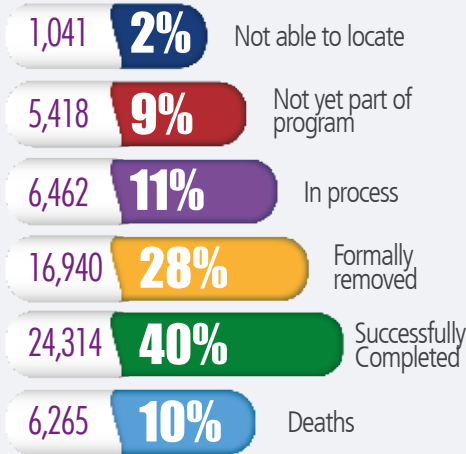 1,041 2% Not able to locate
5,418 9% Not yet part of
program
6,462 11% In process
16,940 28% Formally
removed
24,314 40% Successfully
Completed
6,265 10% Deaths